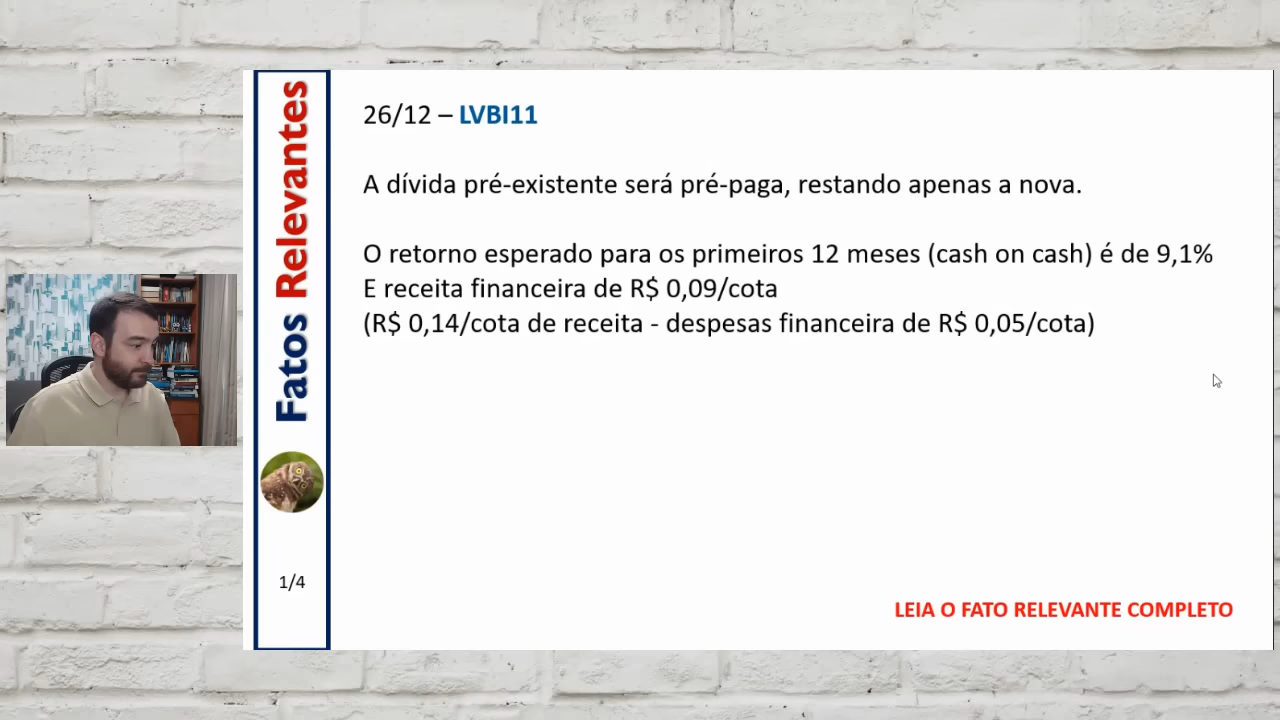 Fatos Relevantes
1/4
26/12 – LVBI11
A dívida pré-existente será pré-paga, restando apenas a nova.
O retorno esperado para os primeiros 12 meses (cash on cash) é de 9,1%
E receita financeira de R$ 0,09/cota
(R$ 0,14/cota de receita - despesas financeira de R$ 0,05/cota)
LEIA O FATO RELEVANTE COMPLETO